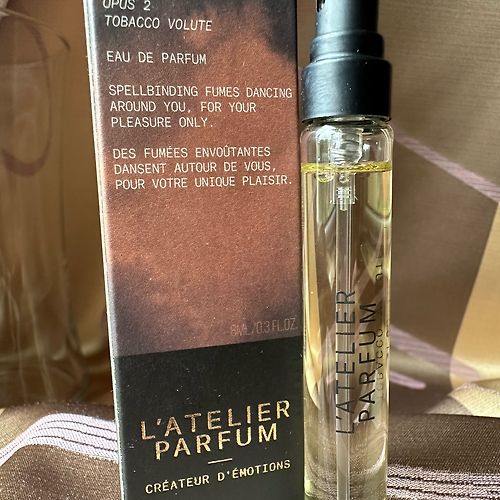 OPUS 2
TOBACCO VOLUTE
EAU DE PARFUM
SPELLBINDING FUMES DANCING
AROUND YOU, FOR YOUR
PLEASURE ONLY.
DES FUMÉES ENVOÛTANTES
DANSENT AUTOUR DE VOUS,
POUR VOTRE UNIQUE PLAISIR.
8ML/0.3 FL.OZ.
L'ATELIER
PARFUM
CRÉATEUR D'ÉMOTIONS
L'ATELIER
PARFUM